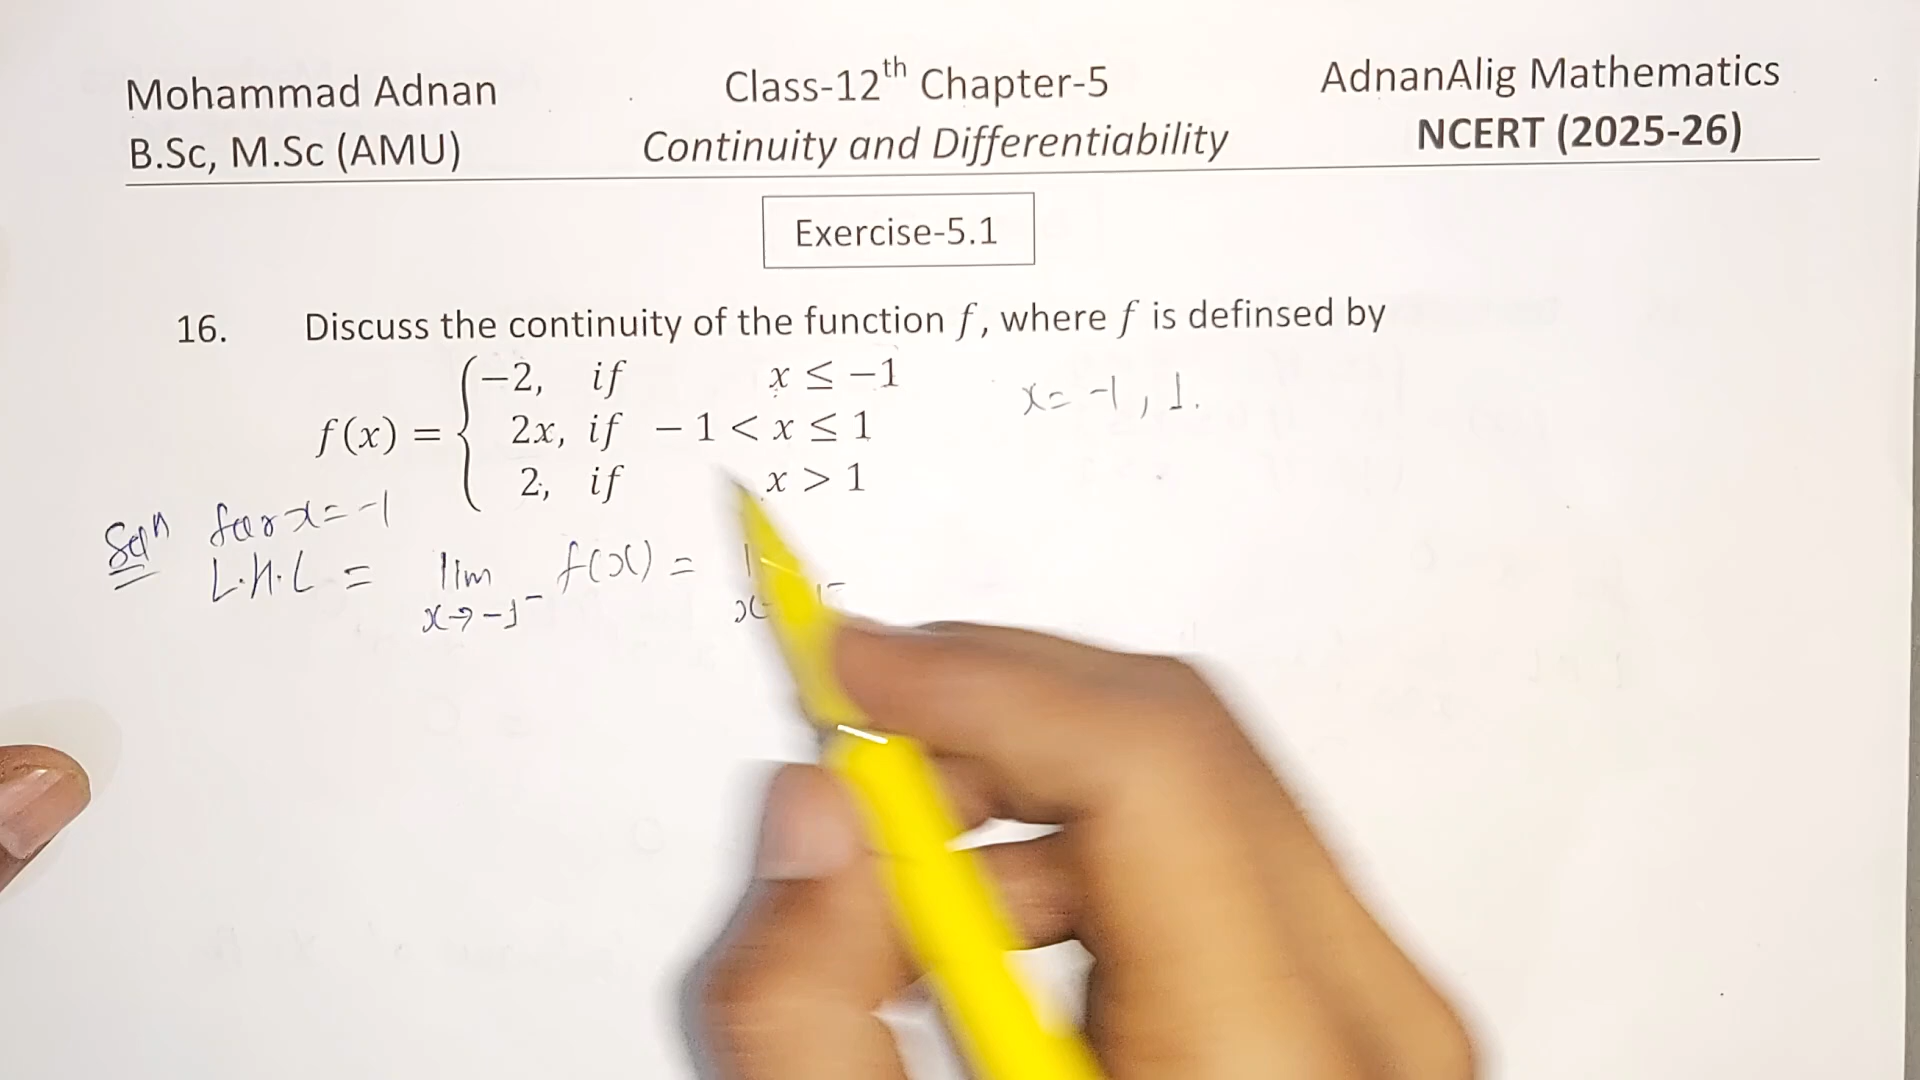 Mohammad Adnan
B.Sc, M.Sc (AMU)
Class-12th Chapter-5
Continuity and Differentiability
AdnanAlig Mathematics
NCERT (2025-26)
Exercise-5.1
16. Discuss the continuity of the function f, where f is definsed by
f(x) = { -2, if x ≤ -1
2x, if -1 < x ≤ 1
2, if x > 1
x = -1, 1.
Soln for x = -1
L.H.L = lim x→-1⁻ f(x) =